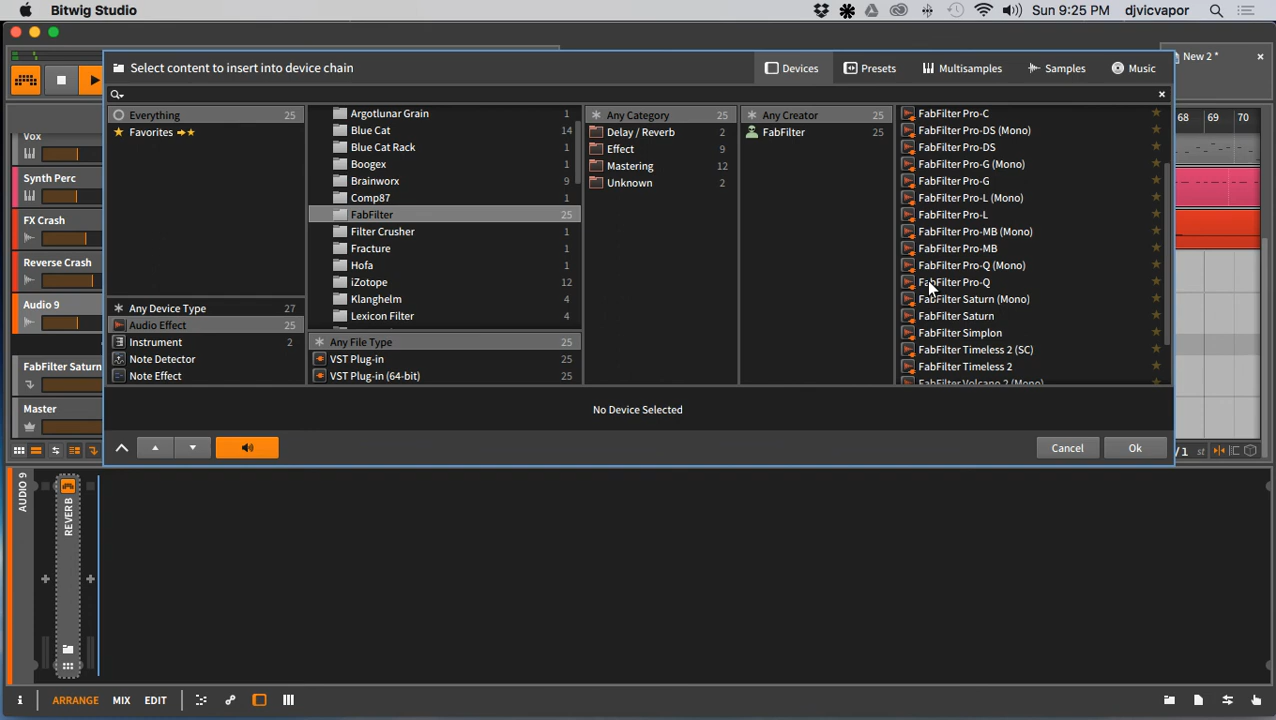 Bitwig Studio
Sun 9:25 PM
djvicvapor
Select content to insert into device chain
Devices
Presets
Multisamples
Samples
Music
New 2 *
Everything 25
Favorites
Any Device Type 27
Audio Effect 25
Instrument 2
Note Detector
Note Effect
Argotlunar Grain 1
Blue Cat 14
Blue Cat Rack 1
Boogex 1
Brainworx 9
Comp87 1
FabFilter 25
Filter Crusher 1
Fracture 1
Hofa 1
iZotope 1
Klanghelm 4
Lexicon Filter 4
Any File Type 25
VST Plug-in 25
VST Plug-in (64-bit) 25
Any Category 25
Delay / Reverb 2
Effect 9
Mastering 12
Unknown 2
Any Creator 25
FabFilter 25
FabFilter Pro-C
FabFilter Pro-DS (Mono)
FabFilter Pro-DS
FabFilter Pro-G (Mono)
FabFilter Pro-G
FabFilter Pro-L (Mono)
FabFilter Pro-L
FabFilter Pro-MB (Mono)
FabFilter Pro-MB
FabFilter Pro-Q (Mono)
FabFilter Pro-Q
FabFilter Saturn (Mono)
FabFilter Saturn
FabFilter Simplon
FabFilter Timeless 2 (SC)
FabFilter Timeless 2
FabFilter Volcano 2 (Mono)
No Device Selected
Cancel
Ok
68 69 70
Vox
Synth Perc
FX Crash
Reverse Crash
Audio 9
FabFilter Saturn
Master
/1 st
AUDIO 9
REVERB
i
ARRANGE
MIX
EDIT